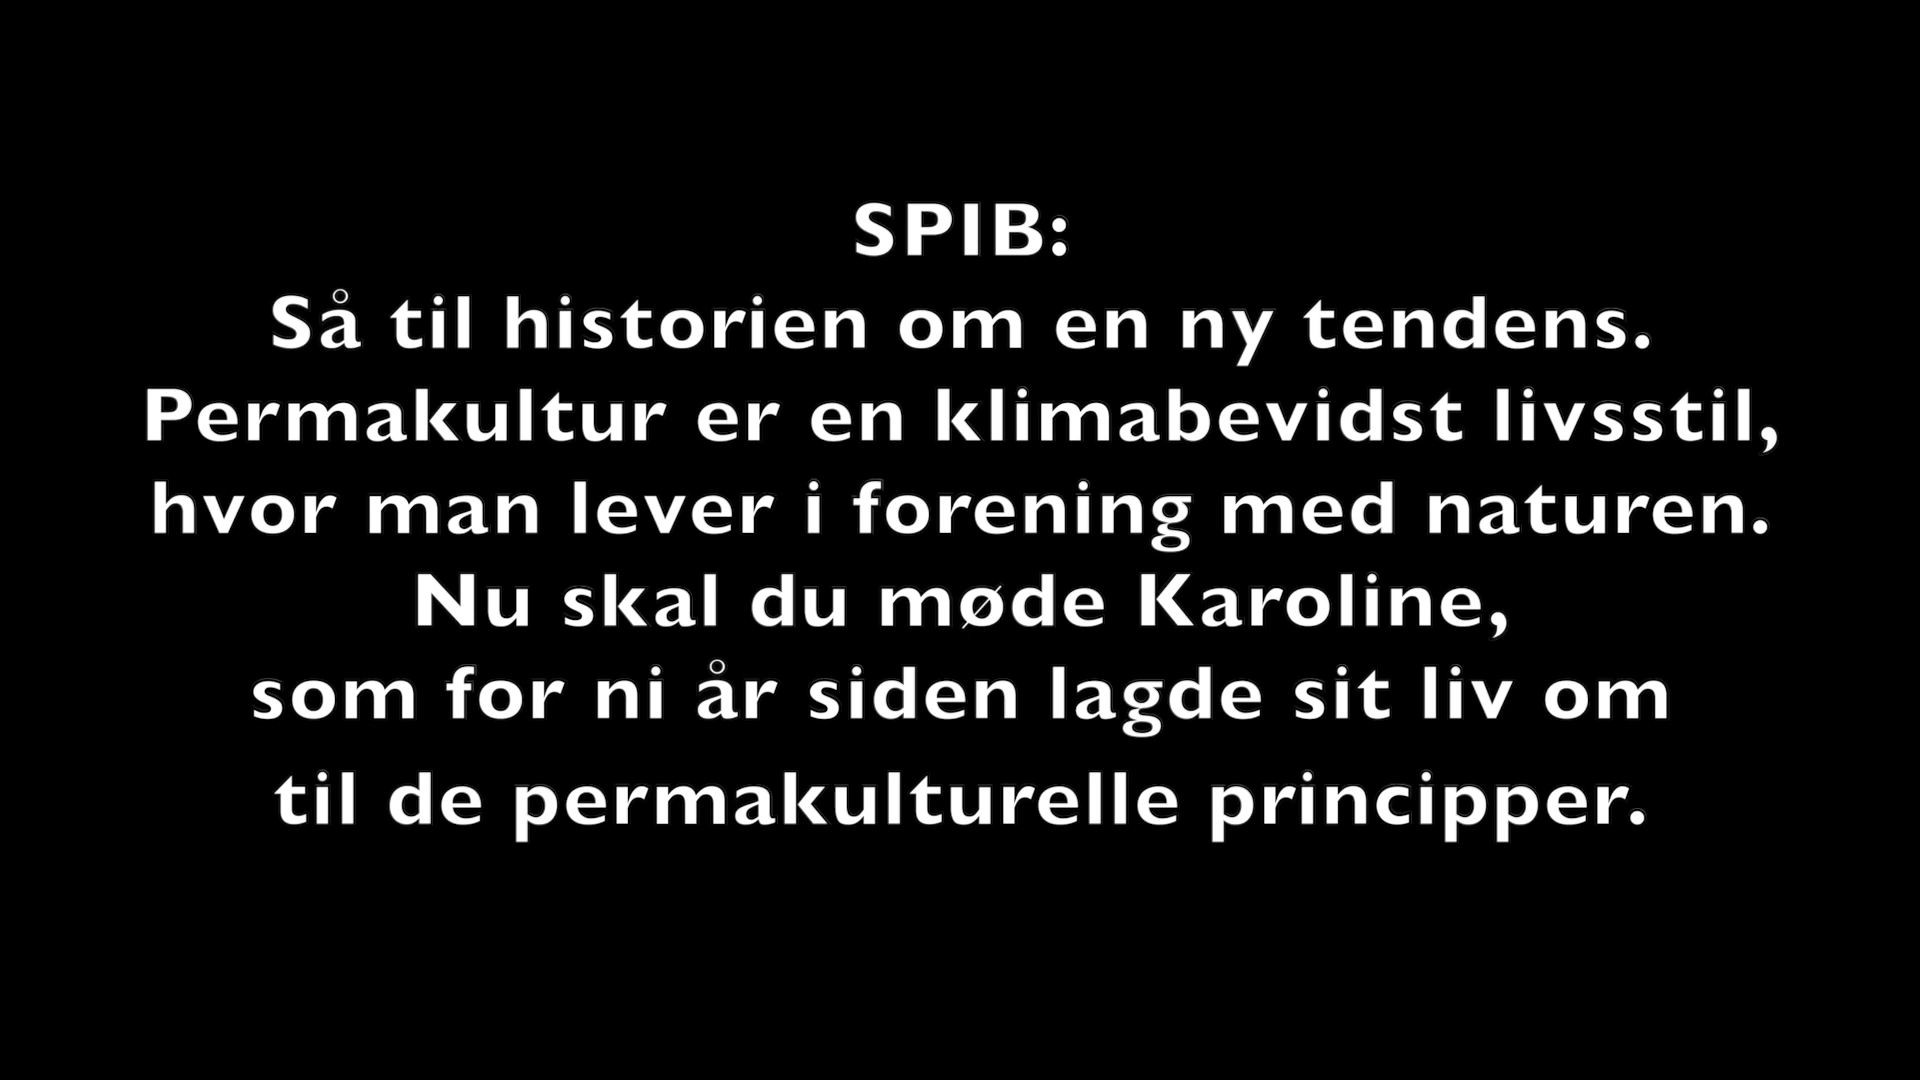 SPIB:
Så til historien om en ny tendens.
Permakultur er en klimabevidst livsstil,
hvor man lever i forening med naturen.
Nu skal du møde Karoline,
som for ni år siden lagde sit liv om
til de permakulturelle principper.